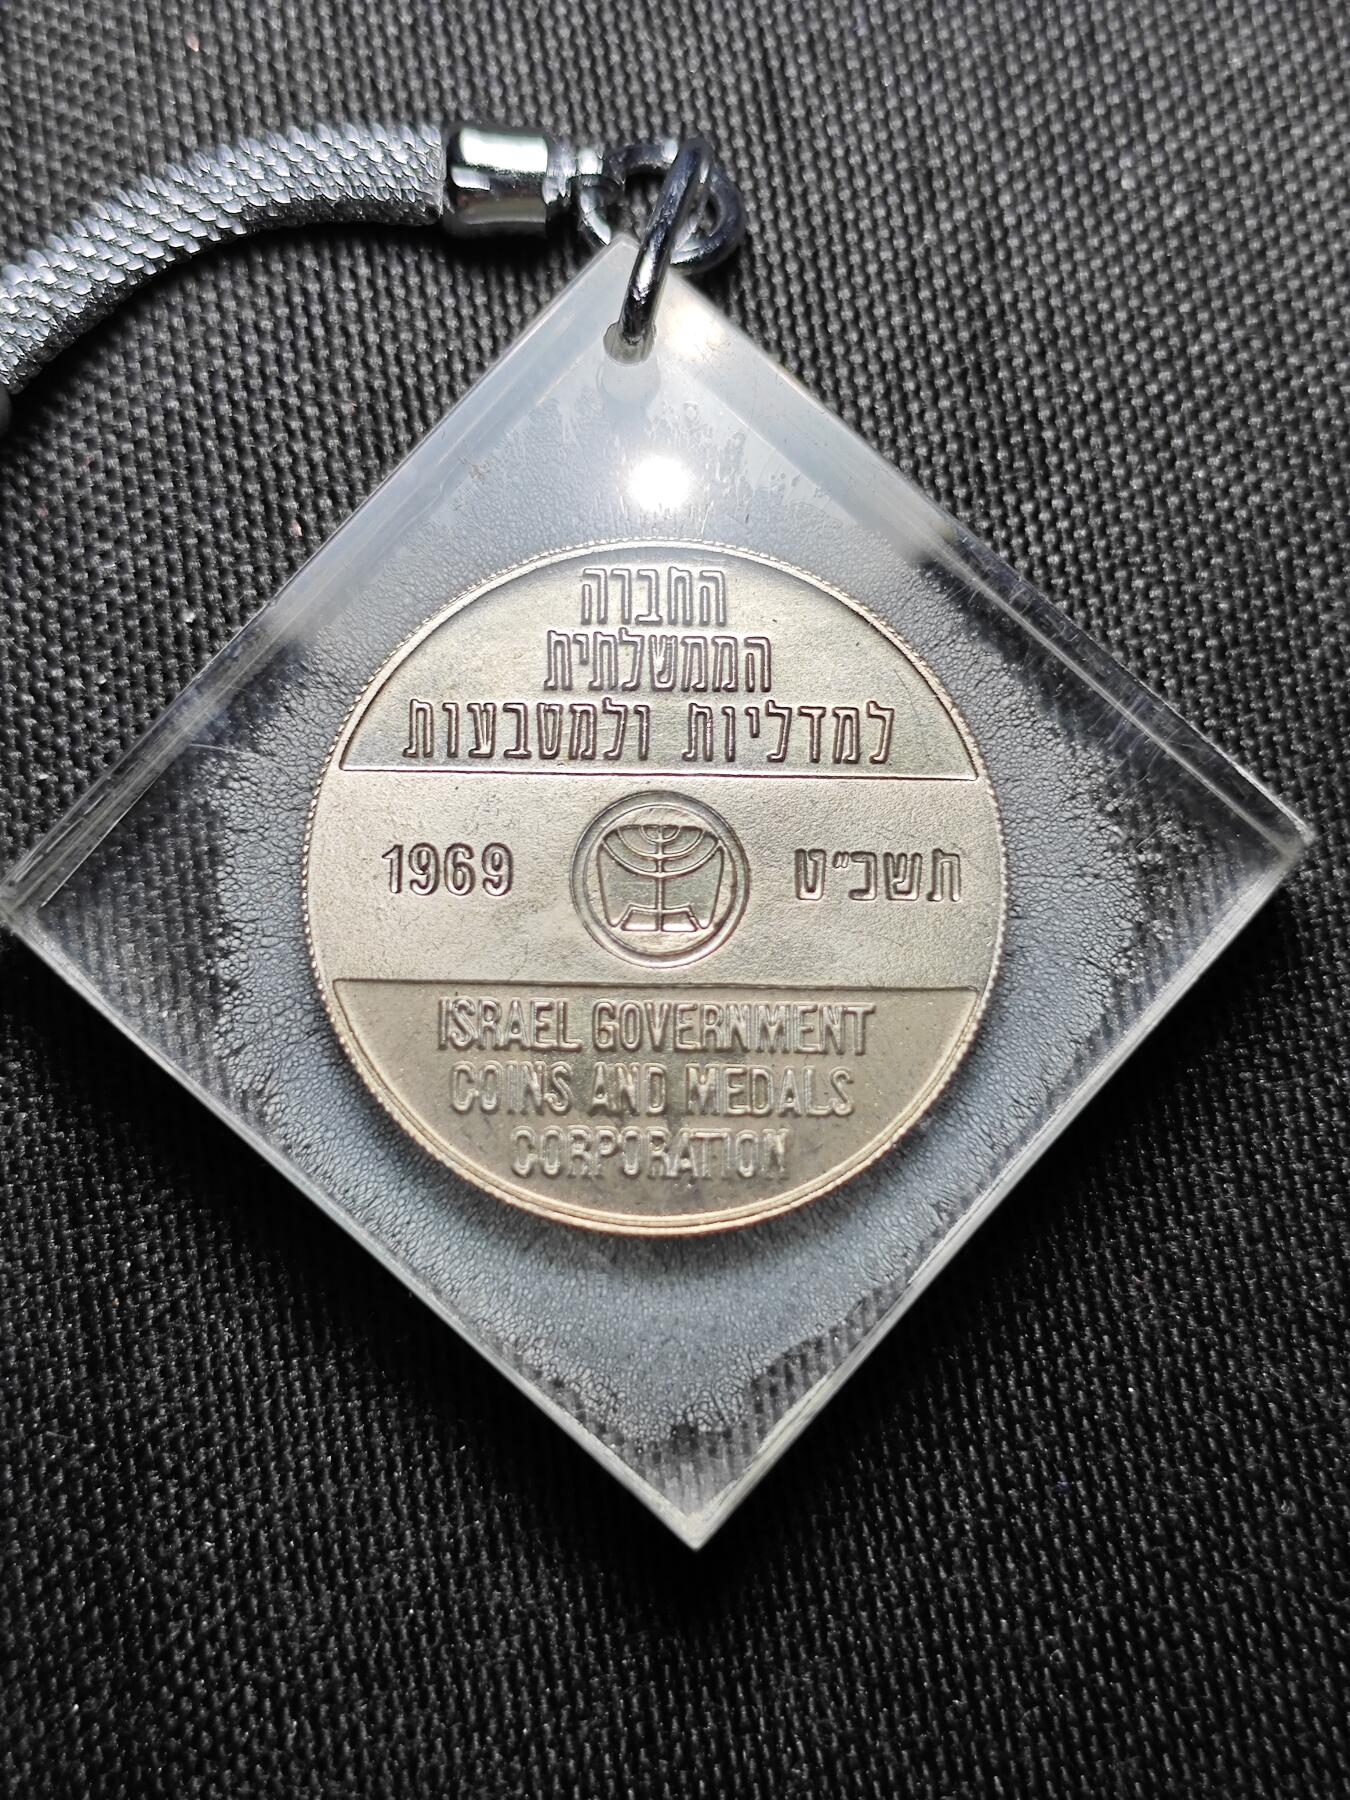 החברה
הממשלתית
למדליות ולמטבעות
1969 תשכ״ט
ISRAEL GOVERNMENT
COINS AND MEDALS
CORPORATION